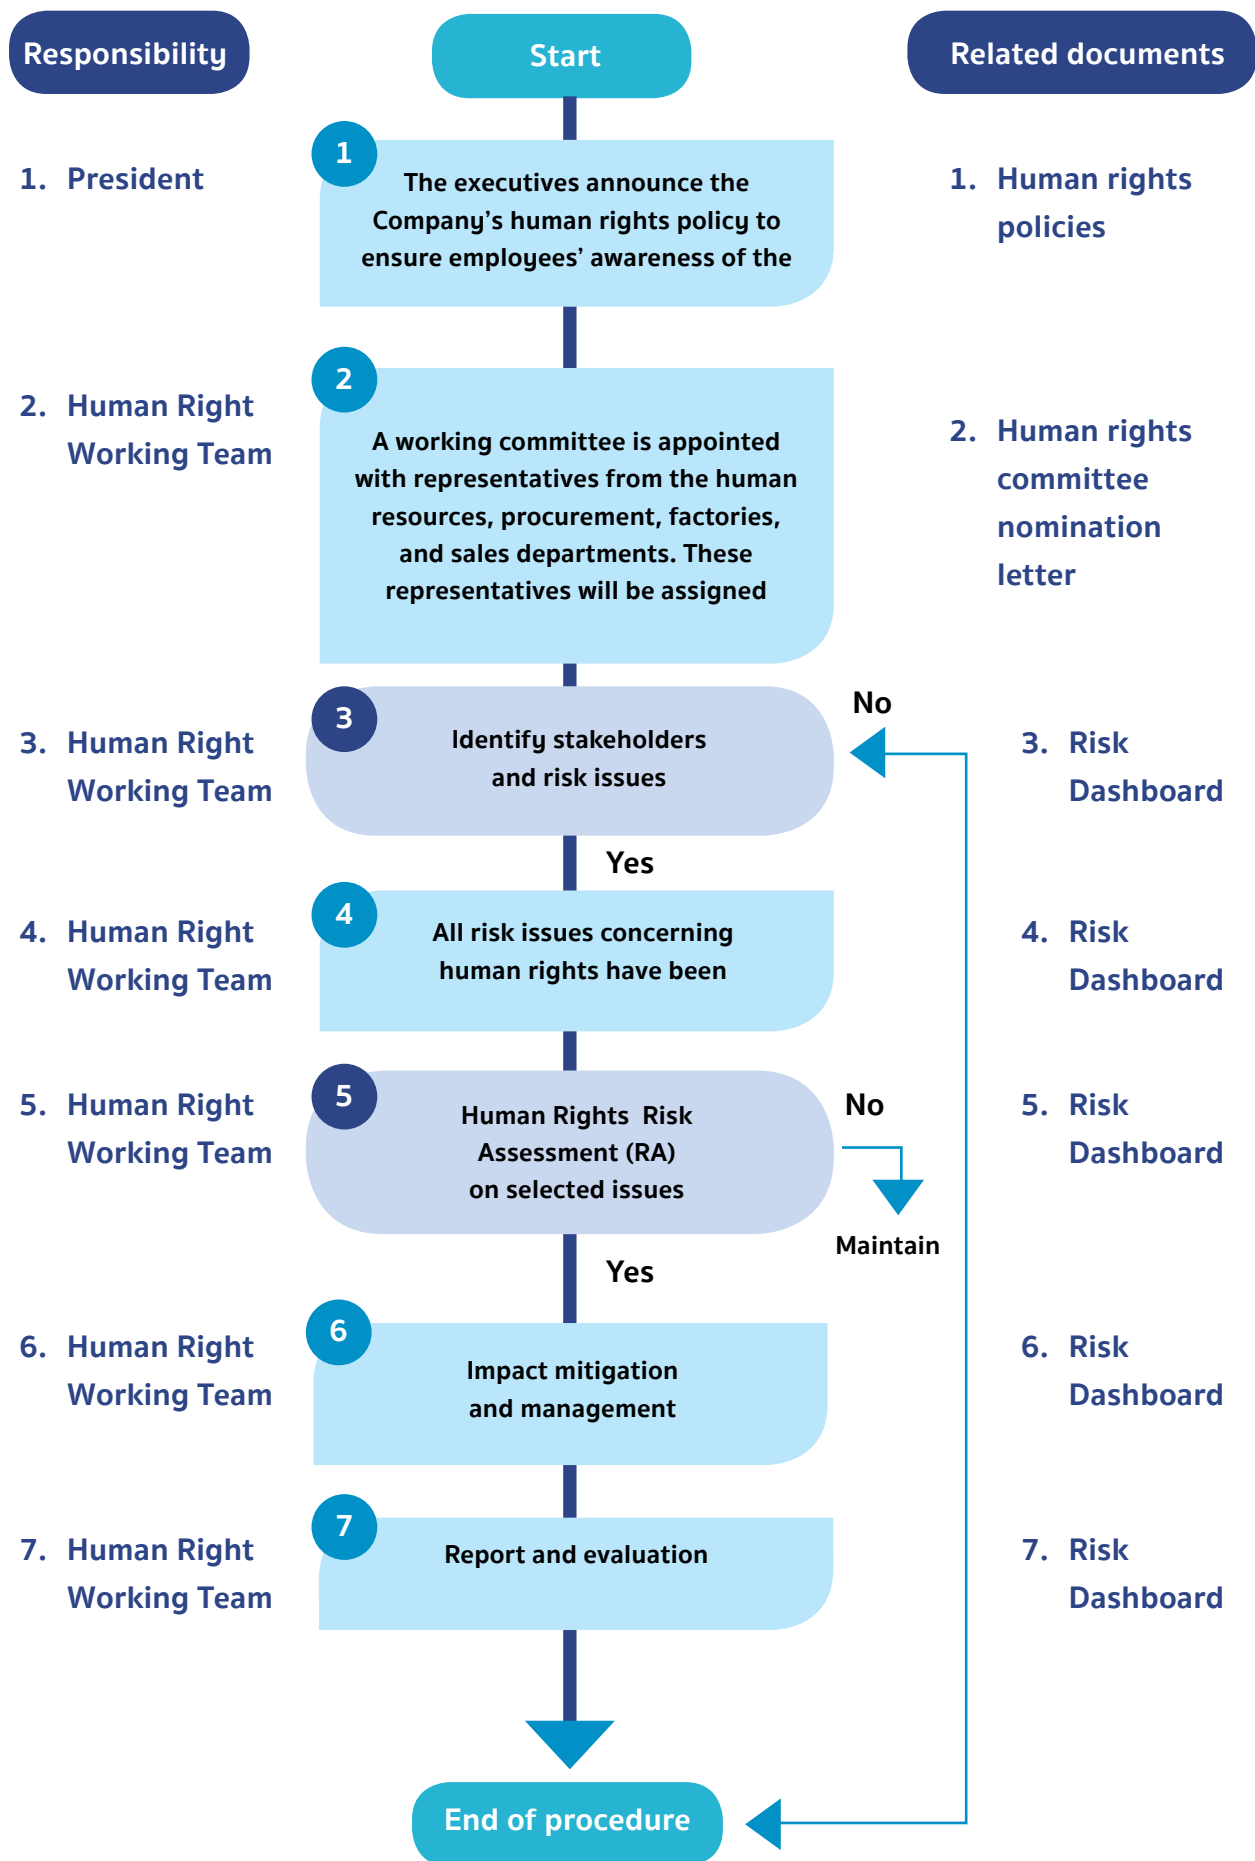 Responsibility
Start
Related documents
1. President
1
The executives announce the
Company's human rights policy to
ensure employees' awareness of the
1. Human rights
policies
2. Human Right
Working Team
2
A working committee is appointed
with representatives from the human
resources, procurement, factories,
and sales departments. These
representatives will be assigned
2. Human rights
committee
nomination
letter
3. Human Right
Working Team
3
Identify stakeholders
and risk issues
No
3. Risk
Dashboard
Yes
4. Human Right
Working Team
4
All risk issues concerning
human rights have been
4. Risk
Dashboard
5. Human Right
Working Team
5
Human Rights Risk
Assessment (RA)
on selected issues
No
Maintain
5. Risk
Dashboard
Yes
6. Human Right
Working Team
6
Impact mitigation
and management
6. Risk
Dashboard
7. Human Right
Working Team
7
Report and evaluation
7. Risk
Dashboard
End of procedure